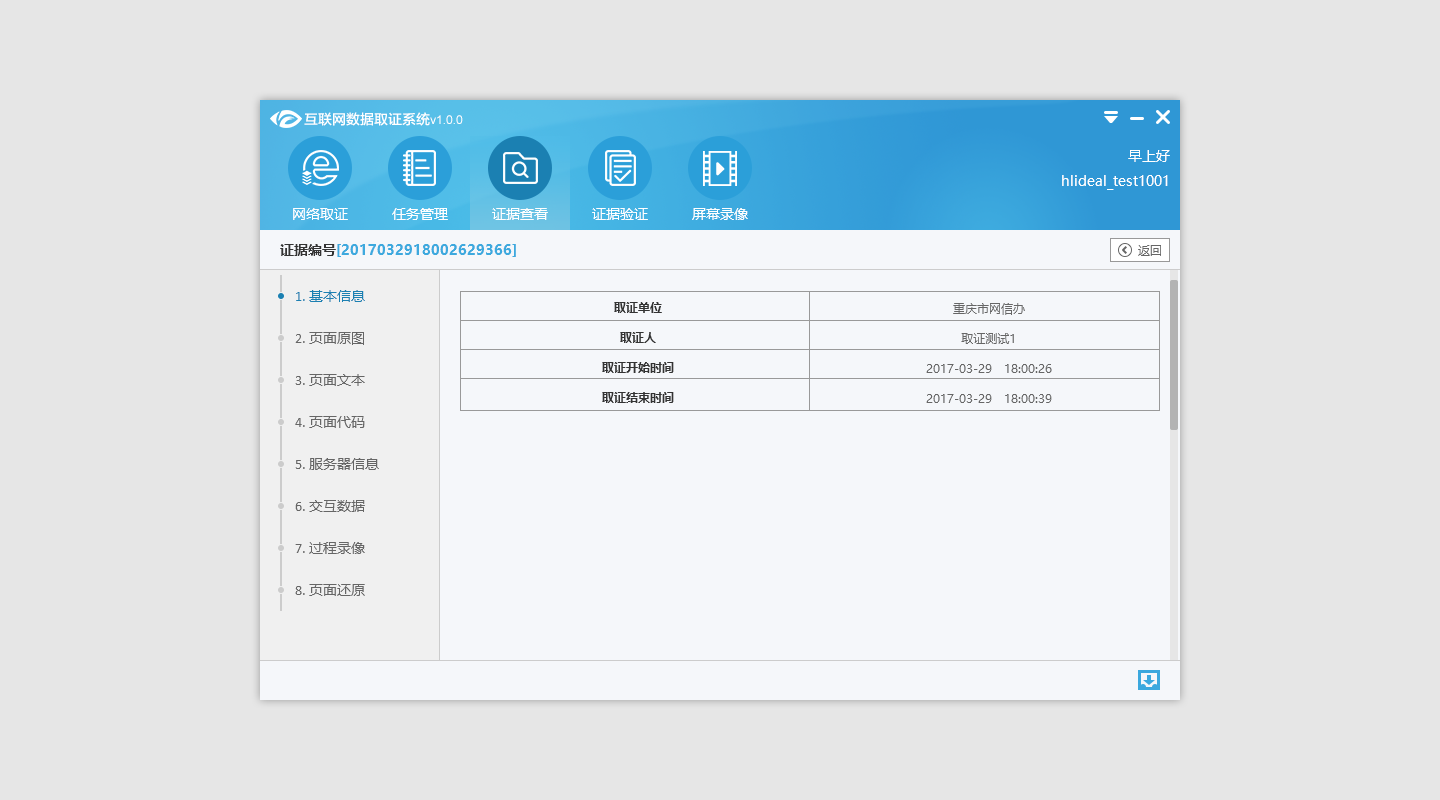 互联网数据取证系统v1.0.0
早上好
hlideal_test1001
网络取证 任务管理 证据查看 证据验证 屏幕录像
证据编号[2017032918002629366]
返回
1. 基本信息
2. 页面原图
3. 页面文本
4. 页面代码
5. 服务器信息
6. 交互数据
7. 过程录像
8. 页面还原
取证单位 重庆市网信办
取证人 取证测试1
取证开始时间 2017-03-29 18:00:26
取证结束时间 2017-03-29 18:00:39